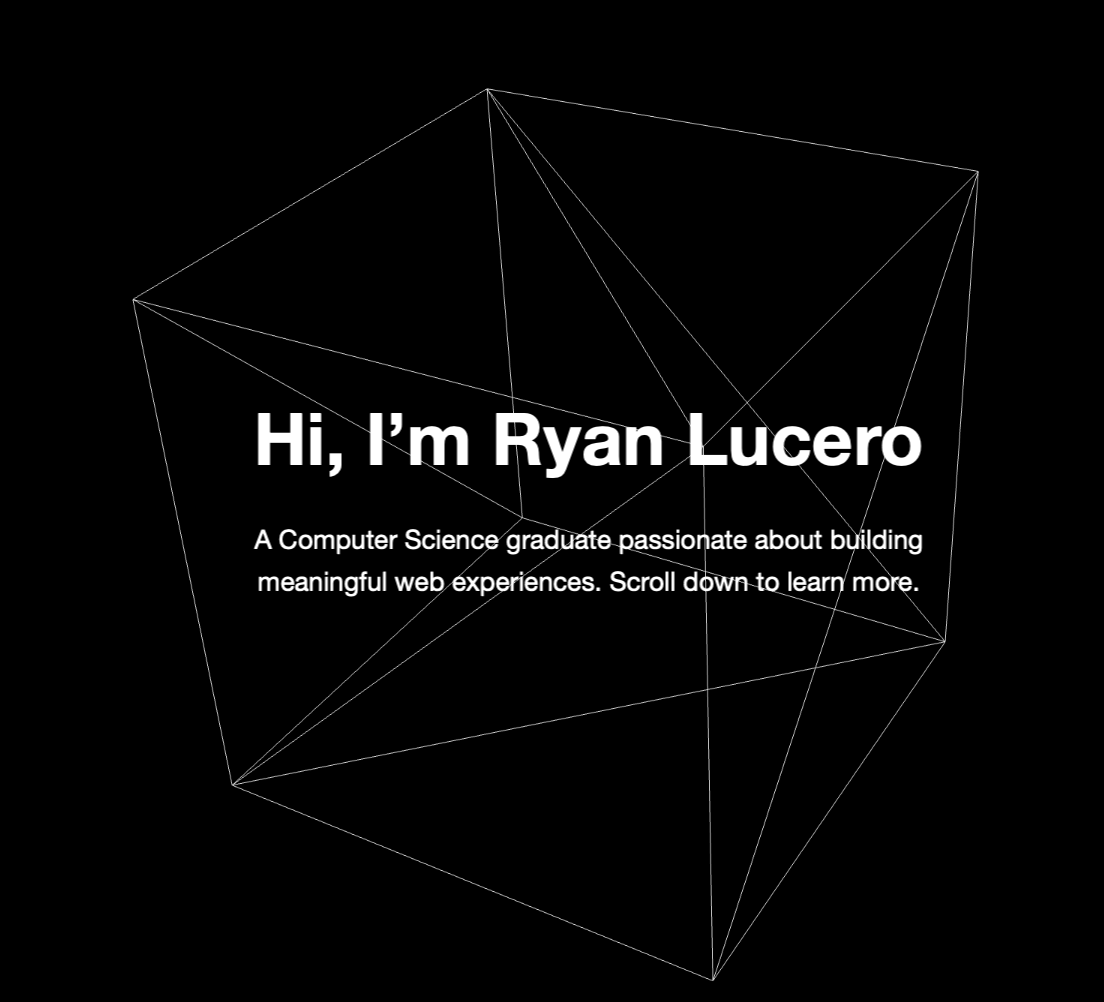 Hi, I’m Ryan Lucero
A Computer Science graduate passionate about building
meaningful web experiences. Scroll down to learn more.